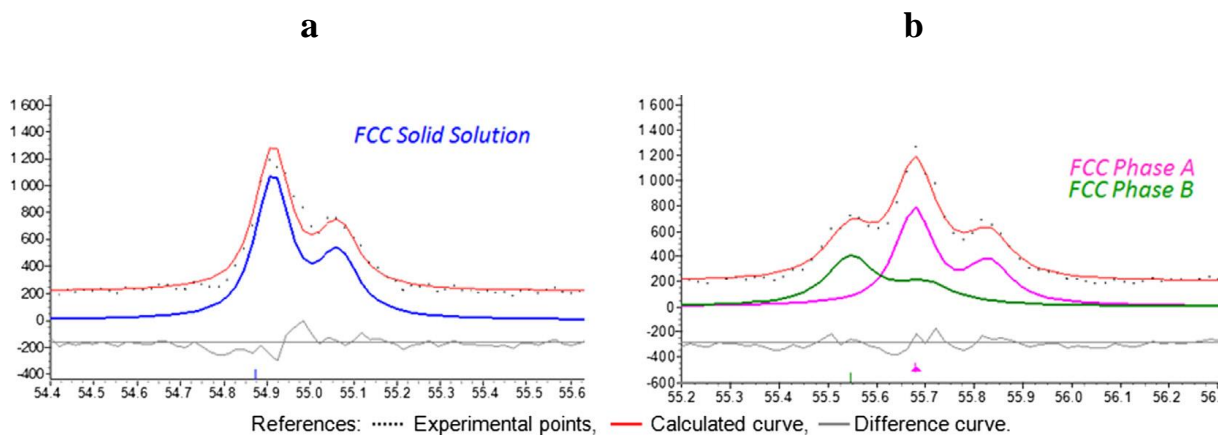 a
b
1 600
1 400
1 200
1 000
800
600
400
200
0
-200
-400
FCC Solid Solution
54.4 54.5 54.6 54.7 54.8 54.9 55.0 55.1 55.2 55.3 55.4 55.5 55.6
1 600
1 400
1 200
1 000
800
600
400
200
0
-200
-400
-600
FCC Phase A
FCC Phase B
55.2 55.3 55.4 55.5 55.6 55.7 55.8 55.9 56.0 56.1 56.2
References: Experimental points, Calculated curve, Difference curve.